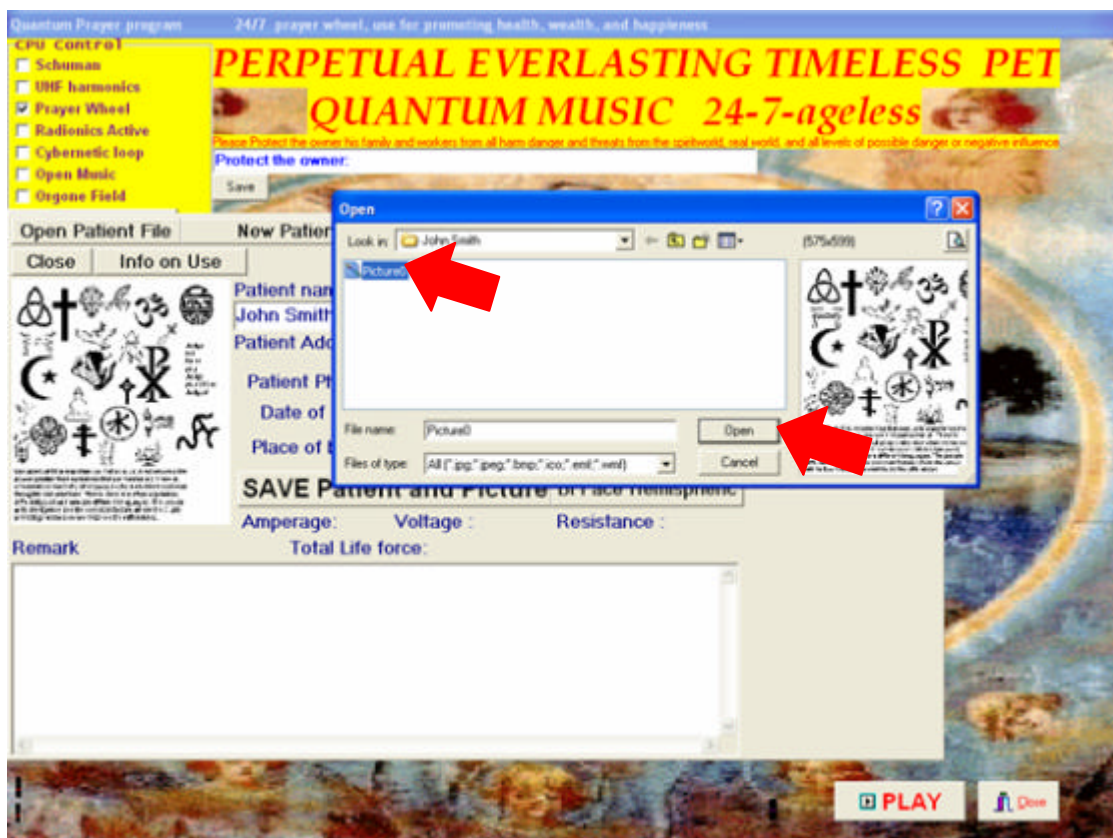 Quantum Prayer program 24/7 prayer wheel, use for promoting health, wealth, and happieness
CPU Control
Schuman
UHF harmonics
Prayer Wheel
Radionics Active
Cybernetic loop
Open Music
Orgone Field
PERPETUAL EVERLASTING TIMELESS PET
QUANTUM MUSIC 24-7-ageless
Please Protect the owner his family and workers from all harm danger and threats from the spiritworld, real world, and all levels of possible danger or negative influence
Protect the owner:
Save
Open Patient File New Patien
Close Info on Use
Patient nam
John Smith
Patient Add
Patient Ph
Date of
Place of b
Open
Look in: John Smith
(575x599)
Picture0
File name: Picture0 Open
Files of type: All (*.jpg;*.jpeg;*.bmp;*.ico;*.emf;*.wmf) Cancel
SAVE Patient and Picture Bi Face Hemispheric
Amperage: Voltage : Resistance :
Remark Total Life force:
PLAY
Done